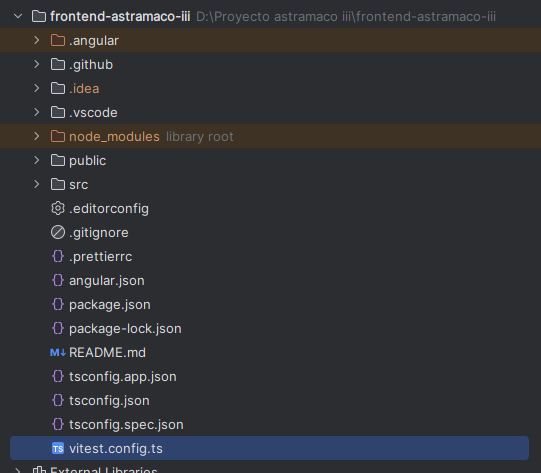 frontend-astramaco-iii D:\Proyecto astramaco iii\frontend-astramaco-iii
.angular
.github
.idea
.vscode
node_modules library root
public
src
.editorconfig
.gitignore
.prettierrc
angular.json
package.json
package-lock.json
M↓ README.md
tsconfig.app.json
tsconfig.json
tsconfig.spec.json
TS vitest.config.ts
External Libraries